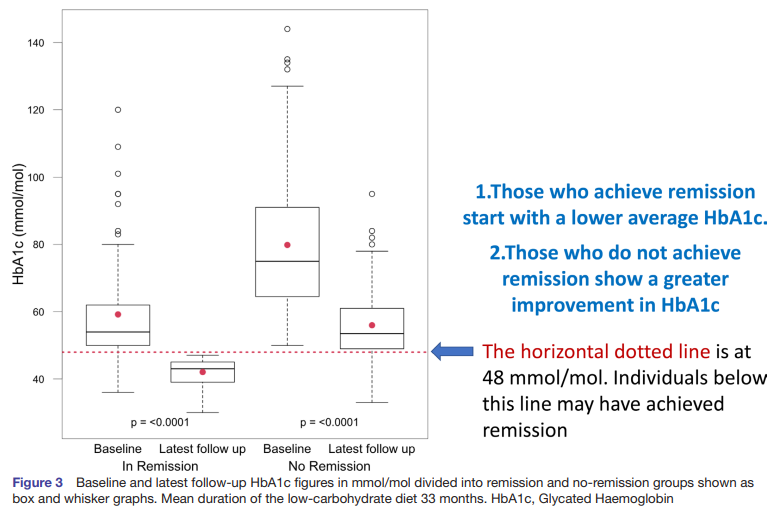 140
120
100
80
60
40
HbA1c (mmol/mol)
p = <0.0001
p = <0.0001
Baseline
Latest follow up
Baseline
Latest follow up
In Remission
No Remission
1.Those who achieve remission
start with a lower average HbA1c.
2.Those who do not achieve
remission show a greater
improvement in HbA1c
The horizontal dotted line is at
48 mmol/mol. Individuals below
this line may have achieved
remission
Figure 3 Baseline and latest follow-up HbA1c figures in mmol/mol divided into remission and no-remission groups shown as
box and whisker graphs. Mean duration of the low-carbohydrate diet 33 months. HbA1c, Glycated Haemoglobin